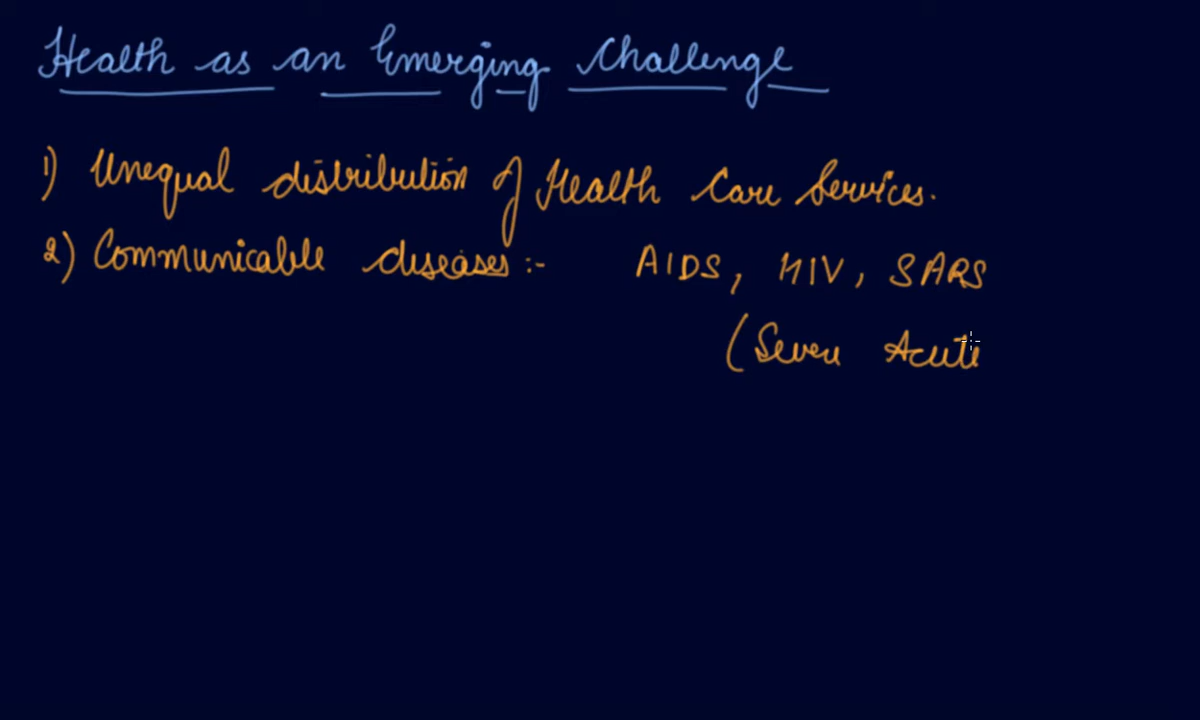 Health as an Emerging Challenge
1) Unequal distribution of Health Care Services.
2) Communicable diseases :- AIDS, HIV, SARS
(Severe Acute